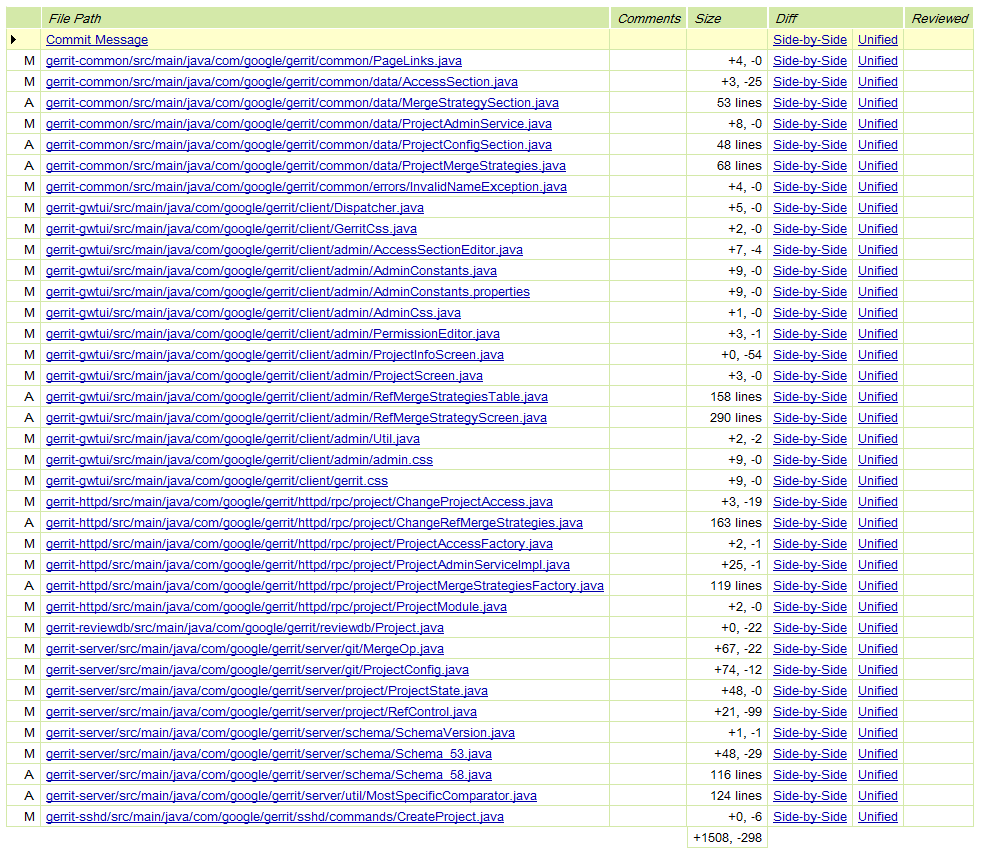 File Path Comments Size Diff Reviewed
Commit Message Side-by-Side Unified
M gerrit-common/src/main/java/com/google/gerrit/common/PageLinks.java +4, -0 Side-by-Side Unified
M gerrit-common/src/main/java/com/google/gerrit/common/data/AccessSection.java +3, -25 Side-by-Side Unified
A gerrit-common/src/main/java/com/google/gerrit/common/data/MergeStrategySection.java 53 lines Side-by-Side Unified
M gerrit-common/src/main/java/com/google/gerrit/common/data/ProjectAdminService.java +8, -0 Side-by-Side Unified
A gerrit-common/src/main/java/com/google/gerrit/common/data/ProjectConfigSection.java 48 lines Side-by-Side Unified
A gerrit-common/src/main/java/com/google/gerrit/common/data/ProjectMergeStrategies.java 68 lines Side-by-Side Unified
M gerrit-common/src/main/java/com/google/gerrit/common/errors/InvalidNameException.java +4, -0 Side-by-Side Unified
M gerrit-gwtui/src/main/java/com/google/gerrit/client/Dispatcher.java +5, -0 Side-by-Side Unified
M gerrit-gwtui/src/main/java/com/google/gerrit/client/GerritCss.java +2, -0 Side-by-Side Unified
M gerrit-gwtui/src/main/java/com/google/gerrit/client/admin/AccessSectionEditor.java +7, -4 Side-by-Side Unified
M gerrit-gwtui/src/main/java/com/google/gerrit/client/admin/AdminConstants.java +9, -0 Side-by-Side Unified
M gerrit-gwtui/src/main/java/com/google/gerrit/client/admin/AdminConstants.properties +9, -0 Side-by-Side Unified
M gerrit-gwtui/src/main/java/com/google/gerrit/client/admin/AdminCss.java +1, -0 Side-by-Side Unified
M gerrit-gwtui/src/main/java/com/google/gerrit/client/admin/PermissionEditor.java +3, -1 Side-by-Side Unified
M gerrit-gwtui/src/main/java/com/google/gerrit/client/admin/ProjectInfoScreen.java +0, -54 Side-by-Side Unified
M gerrit-gwtui/src/main/java/com/google/gerrit/client/admin/ProjectScreen.java +3, -0 Side-by-Side Unified
A gerrit-gwtui/src/main/java/com/google/gerrit/client/admin/RefMergeStrategiesTable.java 158 lines Side-by-Side Unified
A gerrit-gwtui/src/main/java/com/google/gerrit/client/admin/RefMergeStrategyScreen.java 290 lines Side-by-Side Unified
M gerrit-gwtui/src/main/java/com/google/gerrit/client/admin/Util.java +2, -2 Side-by-Side Unified
M gerrit-gwtui/src/main/java/com/google/gerrit/client/admin/admin.css +9, -0 Side-by-Side Unified
M gerrit-gwtui/src/main/java/com/google/gerrit/client/gerrit.css +9, -0 Side-by-Side Unified
M gerrit-httpd/src/main/java/com/google/gerrit/httpd/rpc/project/ChangeProjectAccess.java +3, -19 Side-by-Side Unified
A gerrit-httpd/src/main/java/com/google/gerrit/httpd/rpc/project/ChangeRefMergeStrategies.java 163 lines Side-by-Side Unified
M gerrit-httpd/src/main/java/com/google/gerrit/httpd/rpc/project/ProjectAccessFactory.java +2, -1 Side-by-Side Unified
M gerrit-httpd/src/main/java/com/google/gerrit/httpd/rpc/project/ProjectAdminServiceImpl.java +25, -1 Side-by-Side Unified
A gerrit-httpd/src/main/java/com/google/gerrit/httpd/rpc/project/ProjectMergeStrategiesFactory.java 119 lines Side-by-Side Unified
M gerrit-httpd/src/main/java/com/google/gerrit/httpd/rpc/project/ProjectModule.java +2, -0 Side-by-Side Unified
M gerrit-reviewdb/src/main/java/com/google/gerrit/reviewdb/Project.java +0, -22 Side-by-Side Unified
M gerrit-server/src/main/java/com/google/gerrit/server/git/MergeOp.java +67, -22 Side-by-Side Unified
M gerrit-server/src/main/java/com/google/gerrit/server/git/ProjectConfig.java +74, -12 Side-by-Side Unified
M gerrit-server/src/main/java/com/google/gerrit/server/project/ProjectState.java +48, -0 Side-by-Side Unified
M gerrit-server/src/main/java/com/google/gerrit/server/project/RefControl.java +21, -99 Side-by-Side Unified
M gerrit-server/src/main/java/com/google/gerrit/server/schema/SchemaVersion.java +1, -1 Side-by-Side Unified
M gerrit-server/src/main/java/com/google/gerrit/server/schema/Schema_53.java +48, -29 Side-by-Side Unified
A gerrit-server/src/main/java/com/google/gerrit/server/schema/Schema_58.java 116 lines Side-by-Side Unified
A gerrit-server/src/main/java/com/google/gerrit/server/util/MostSpecificComparator.java 124 lines Side-by-Side Unified
M gerrit-sshd/src/main/java/com/google/gerrit/sshd/commands/CreateProject.java +0, -6 Side-by-Side Unified
+1508, -298